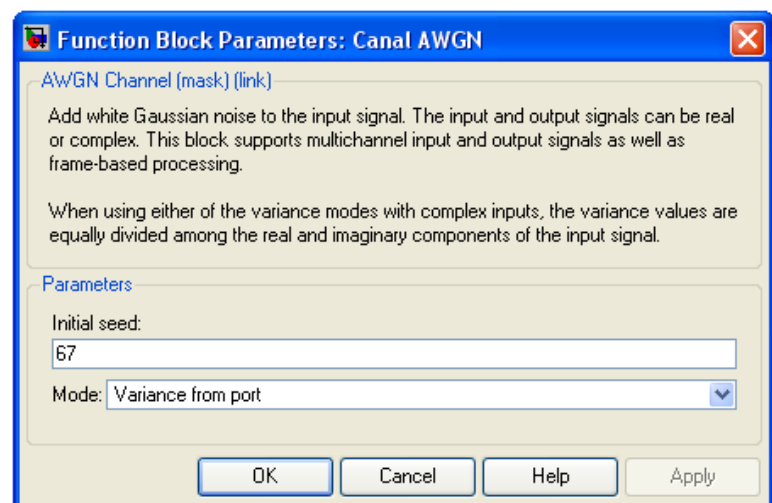 Function Block Parameters: Canal AWGN
AWGN Channel (mask) (link)
Add white Gaussian noise to the input signal. The input and output signals can be real
or complex. This block supports multichannel input and output signals as well as
frame-based processing.
When using either of the variance modes with complex inputs, the variance values are
equally divided among the real and imaginary components of the input signal.
Parameters
Initial seed:
67
Mode: Variance from port
OK Cancel Help Apply